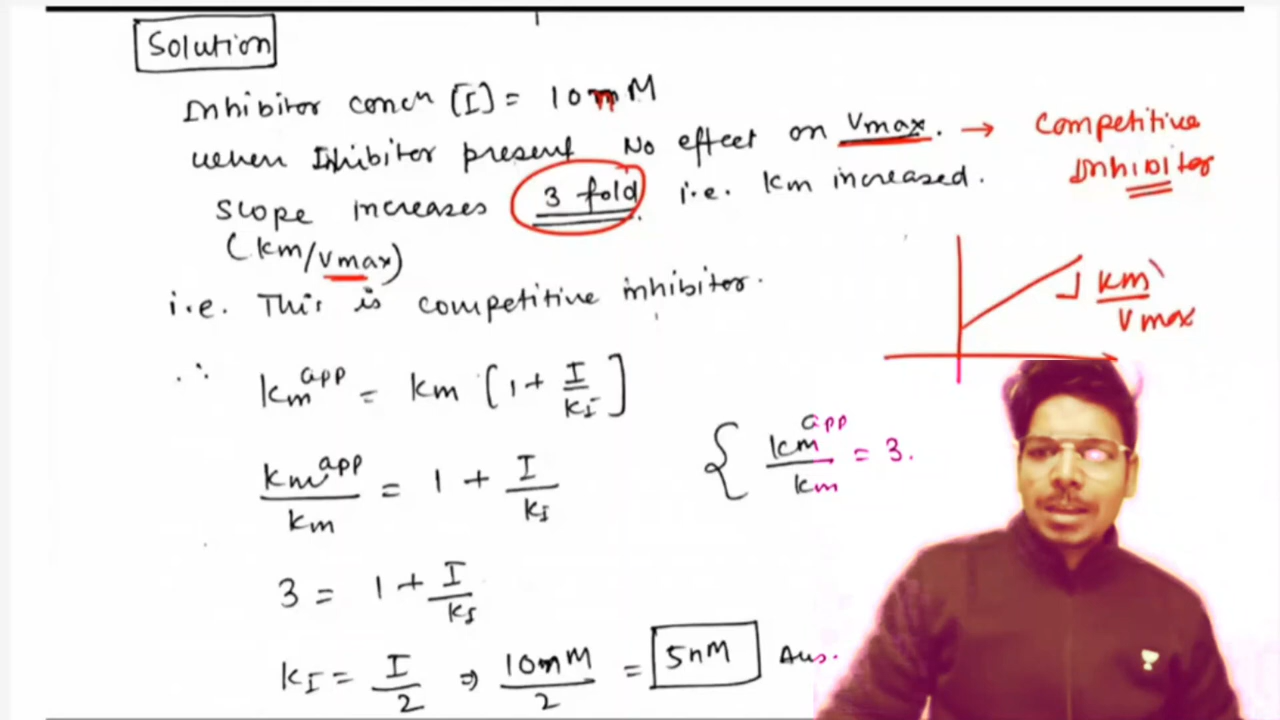 Solution
Inhibitor concn [I] = 10 nM
when Inhibitor present No effect on Vmax. → Competitive Inhibitor
Slope increases 3 fold. i.e. km increased.
(km/Vmax)
km / Vmax
i.e. This is competitive inhibitor.
∴ km^app = km [1 + I/kI]
km^app/km = 1 + I/kI
{ km^app/km = 3.
3 = 1 + I/kI
kI = I/2 ⇒ 10nM/2 = 5nM Ans.